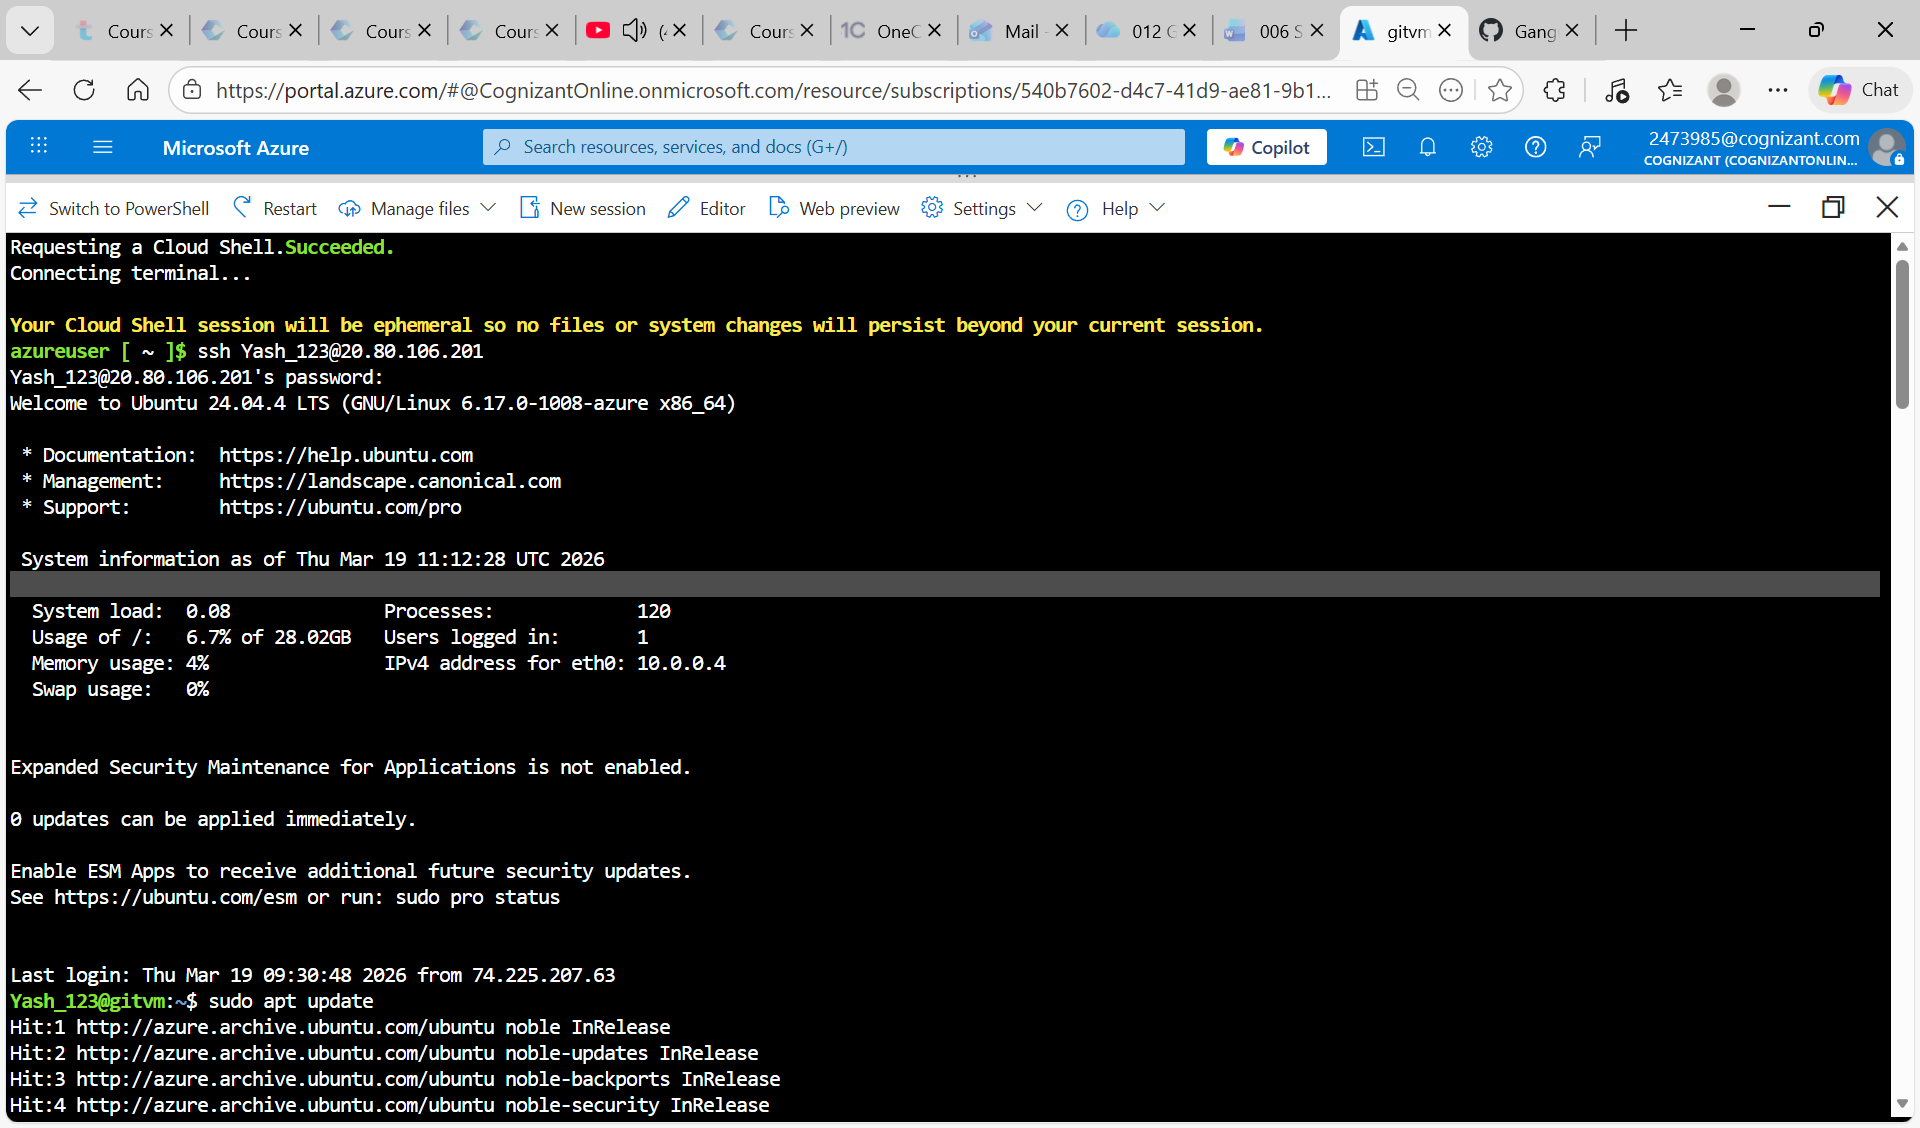 Cours
Cours
Cours
Cours
(4
Cours
1C OneC
Mail -
012 G
006 S
gitvm
Gang
https://portal.azure.com/#@CognizantOnline.onmicrosoft.com/resource/subscriptions/540b7602-d4c7-41d9-ae81-9b1...
Chat
Microsoft Azure
Search resources, services, and docs (G+/)
Copilot
2473985@cognizant.com
COGNIZANT (COGNIZANTONLIN...
Switch to PowerShell Restart Manage files New session Editor Web preview Settings Help
Requesting a Cloud Shell.Succeeded.
Connecting terminal...
Your Cloud Shell session will be ephemeral so no files or system changes will persist beyond your current session.
azureuser [ ~ ]$ ssh Yash_123@20.80.106.201
Yash_123@20.80.106.201's password:
Welcome to Ubuntu 24.04.4 LTS (GNU/Linux 6.17.0-1008-azure x86_64)
* Documentation: https://help.ubuntu.com
* Management: https://landscape.canonical.com
* Support: https://ubuntu.com/pro
System information as of Thu Mar 19 11:12:28 UTC 2026
System load: 0.08 Processes: 120
Usage of /: 6.7% of 28.02GB Users logged in: 1
Memory usage: 4% IPv4 address for eth0: 10.0.0.4
Swap usage: 0%
Expanded Security Maintenance for Applications is not enabled.
0 updates can be applied immediately.
Enable ESM Apps to receive additional future security updates.
See https://ubuntu.com/esm or run: sudo pro status
Last login: Thu Mar 19 09:30:48 2026 from 74.225.207.63
Yash_123@gitvm:~$ sudo apt update
Hit:1 http://azure.archive.ubuntu.com/ubuntu noble InRelease
Hit:2 http://azure.archive.ubuntu.com/ubuntu noble-updates InRelease
Hit:3 http://azure.archive.ubuntu.com/ubuntu noble-backports InRelease
Hit:4 http://azure.archive.ubuntu.com/ubuntu noble-security InRelease